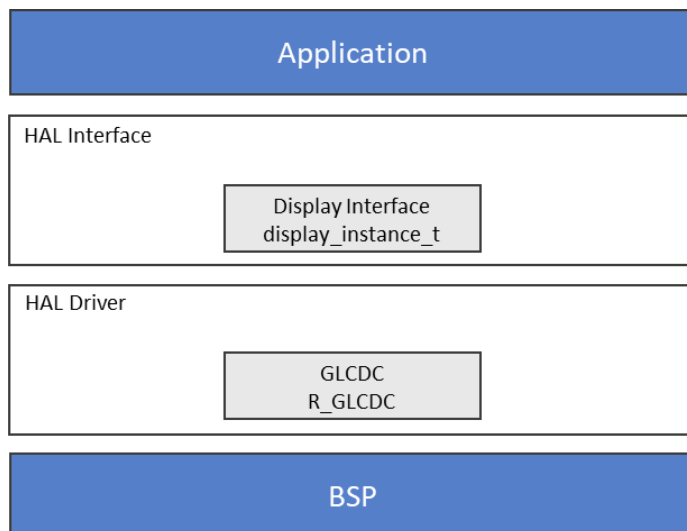 Application
HAL Interface
Display Interface
display_instance_t
HAL Driver
GLCDC
R_GLCDC
BSP